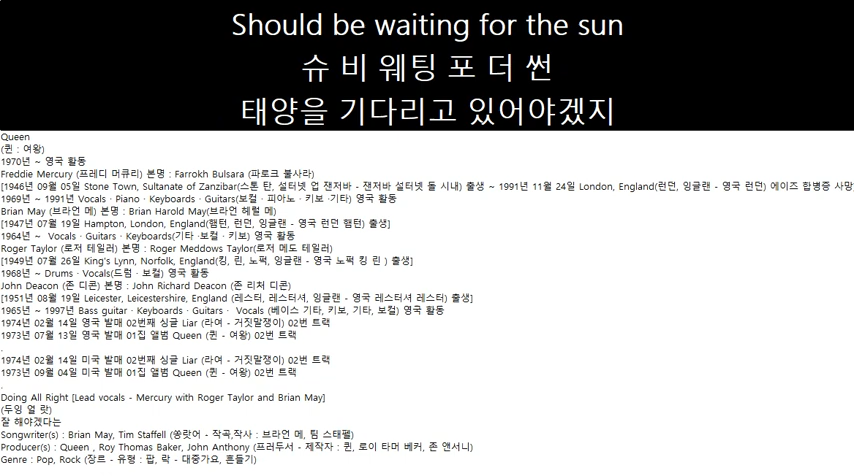 Should be waiting for the sun
슈 비 웨팅 포 더 썬
태양을 기다리고 있어야겠지
Queen
(퀸 : 여왕)
1970년 ~ 영국 활동
Freddie Mercury (프레디 머큐리) 본명 : Farrokh Bulsara (파로크 불사라)
[1946년 09월 05일 Stone Town, Sultanate of Zanzibar(스톤 탄, 설터넷 업 잰저바 - 잰저바 설터넷 돌 시내) 출생 ~ 1991년 11월 24일 London, England(런던, 잉글랜 - 영국 런던) 에이즈 합병증 사망
1969년 ~ 1991년 Vocals · Piano · Keyboards · Guitars(보컬 · 피아노 · 키보 ·기타) 영국 활동
Brian May (브라언 메) 본명 : Brian Harold May(브라언 헤럴 메)
[1947년 07월 19일 Hampton, London, England(햄턴, 런던, 잉글랜 - 영국 런던 햄턴) 출생]
1964년 ~  Vocals · Guitars · Keyboards(기타 ·보컬 · 키보) 영국 활동
Roger Taylor (로저 테일러) 본명 : Roger Meddows Taylor(로저 메도 테일러)
[1949년 07월 26일 King's Lynn, Norfolk, England(킹, 린, 노퍽, 잉글랜 - 영국 노퍽 킹 린 ) 출생]
1968년 ~ Drums · Vocals(드럼 · 보컬) 영국 활동
John Deacon (존 디콘) 본명 : John Richard Deacon (존 리처 디콘)
[1951년 08월 19일 Leicester, Leicestershire, England (레스터, 레스터셔, 잉글랜 - 영국 레스터셔 레스터) 출생]
1965년 ~ 1997년 Bass guitar · Keyboards · Guitars ·  Vocals (베이스 기타, 키보, 기타, 보컬) 영국 활동
1974년 02월 14일 영국 발매 02번째 싱글 Liar (라여 - 거짓말쟁이) 02번 트랙
1973년 07월 13일 영국 발매 01집 앨범 Queen (퀸 - 여왕) 02번 트랙
.
1974년 02월 14일 미국 발매 02번째 싱글 Liar (라여 - 거짓말쟁이) 02번 트랙
1973년 09월 04일 미국 발매 01집 앨범 Queen (퀸 - 여왕) 02번 트랙
.
Doing All Right [Lead vocals - Mercury with Roger Taylor and Brian May]
(두잉 얼 랏)
잘 해야겠다는
Songwriter(s) : Brian May, Tim Staffell (쏭랏어 - 작곡,작사 : 브라언 메, 팀 스태펠)
Producer(s) : Queen , Roy Thomas Baker, John Anthony (프러두서 - 제작자 : 퀸, 로이 타머 베커, 존 앤서니)
Genre : Pop, Rock (장르 - 유형 : 팝, 락 - 대중가요, 흔들기)